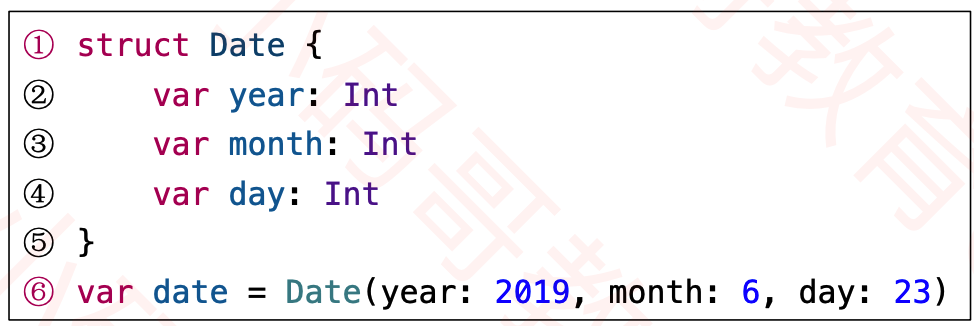 ① struct Date {
②     var year: Int
③     var month: Int
④     var day: Int
⑤ }
⑥ var date = Date(year: 2019, month: 6, day: 23)